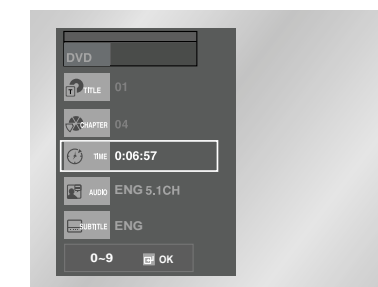 DVD
TITLE 01
CHAPTER 04
TIME 0:06:57
AUDIO ENG 5.1CH
SUBTITLE ENG
0~9 OK